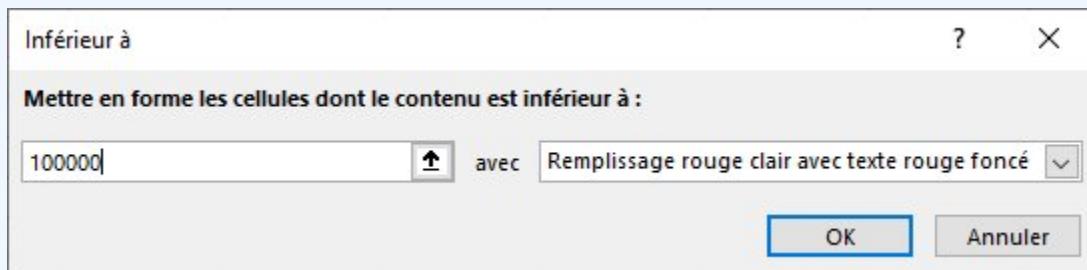 Inférieur à ? ×
Mettre en forme les cellules dont le contenu est inférieur à :
100000 avec Remplissage rouge clair avec texte rouge foncé
OK Annuler